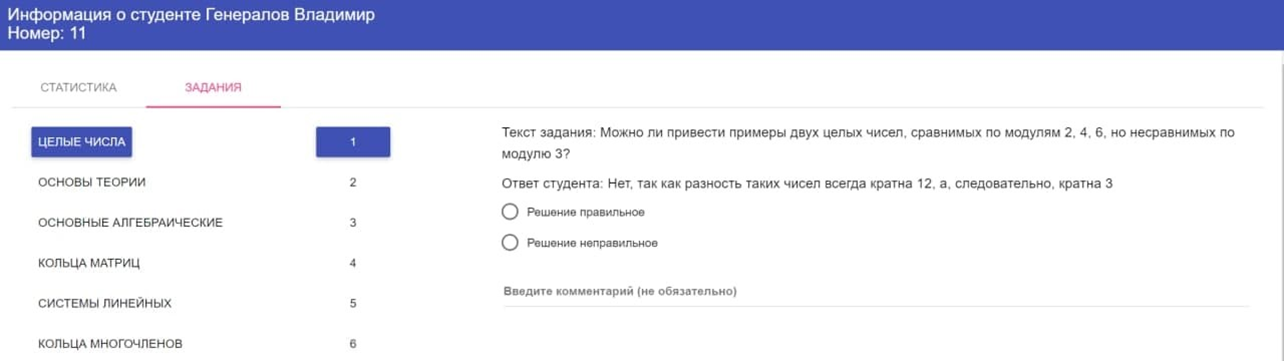 Информация о студенте Генералов Владимир
Номер: 11
СТАТИСТИКА
ЗАДАНИЯ
ЦЕЛЫЕ ЧИСЛА
1
ОСНОВЫ ТЕОРИИ
2
ОСНОВНЫЕ АЛГЕБРАИЧЕСКИЕ
3
КОЛЬЦА МАТРИЦ
4
СИСТЕМЫ ЛИНЕЙНЫХ
5
КОЛЬЦА МНОГОЧЛЕНОВ
6
Текст задания: Можно ли привести примеры двух целых чисел, сравнимых по модулям 2, 4, 6, но несравнимых по
модулю 3?
Ответ студента: Нет, так как разность таких чисел всегда кратна 12, а, следовательно, кратна 3
Решение правильное
Решение неправильное
Введите комментарий (не обязательно)